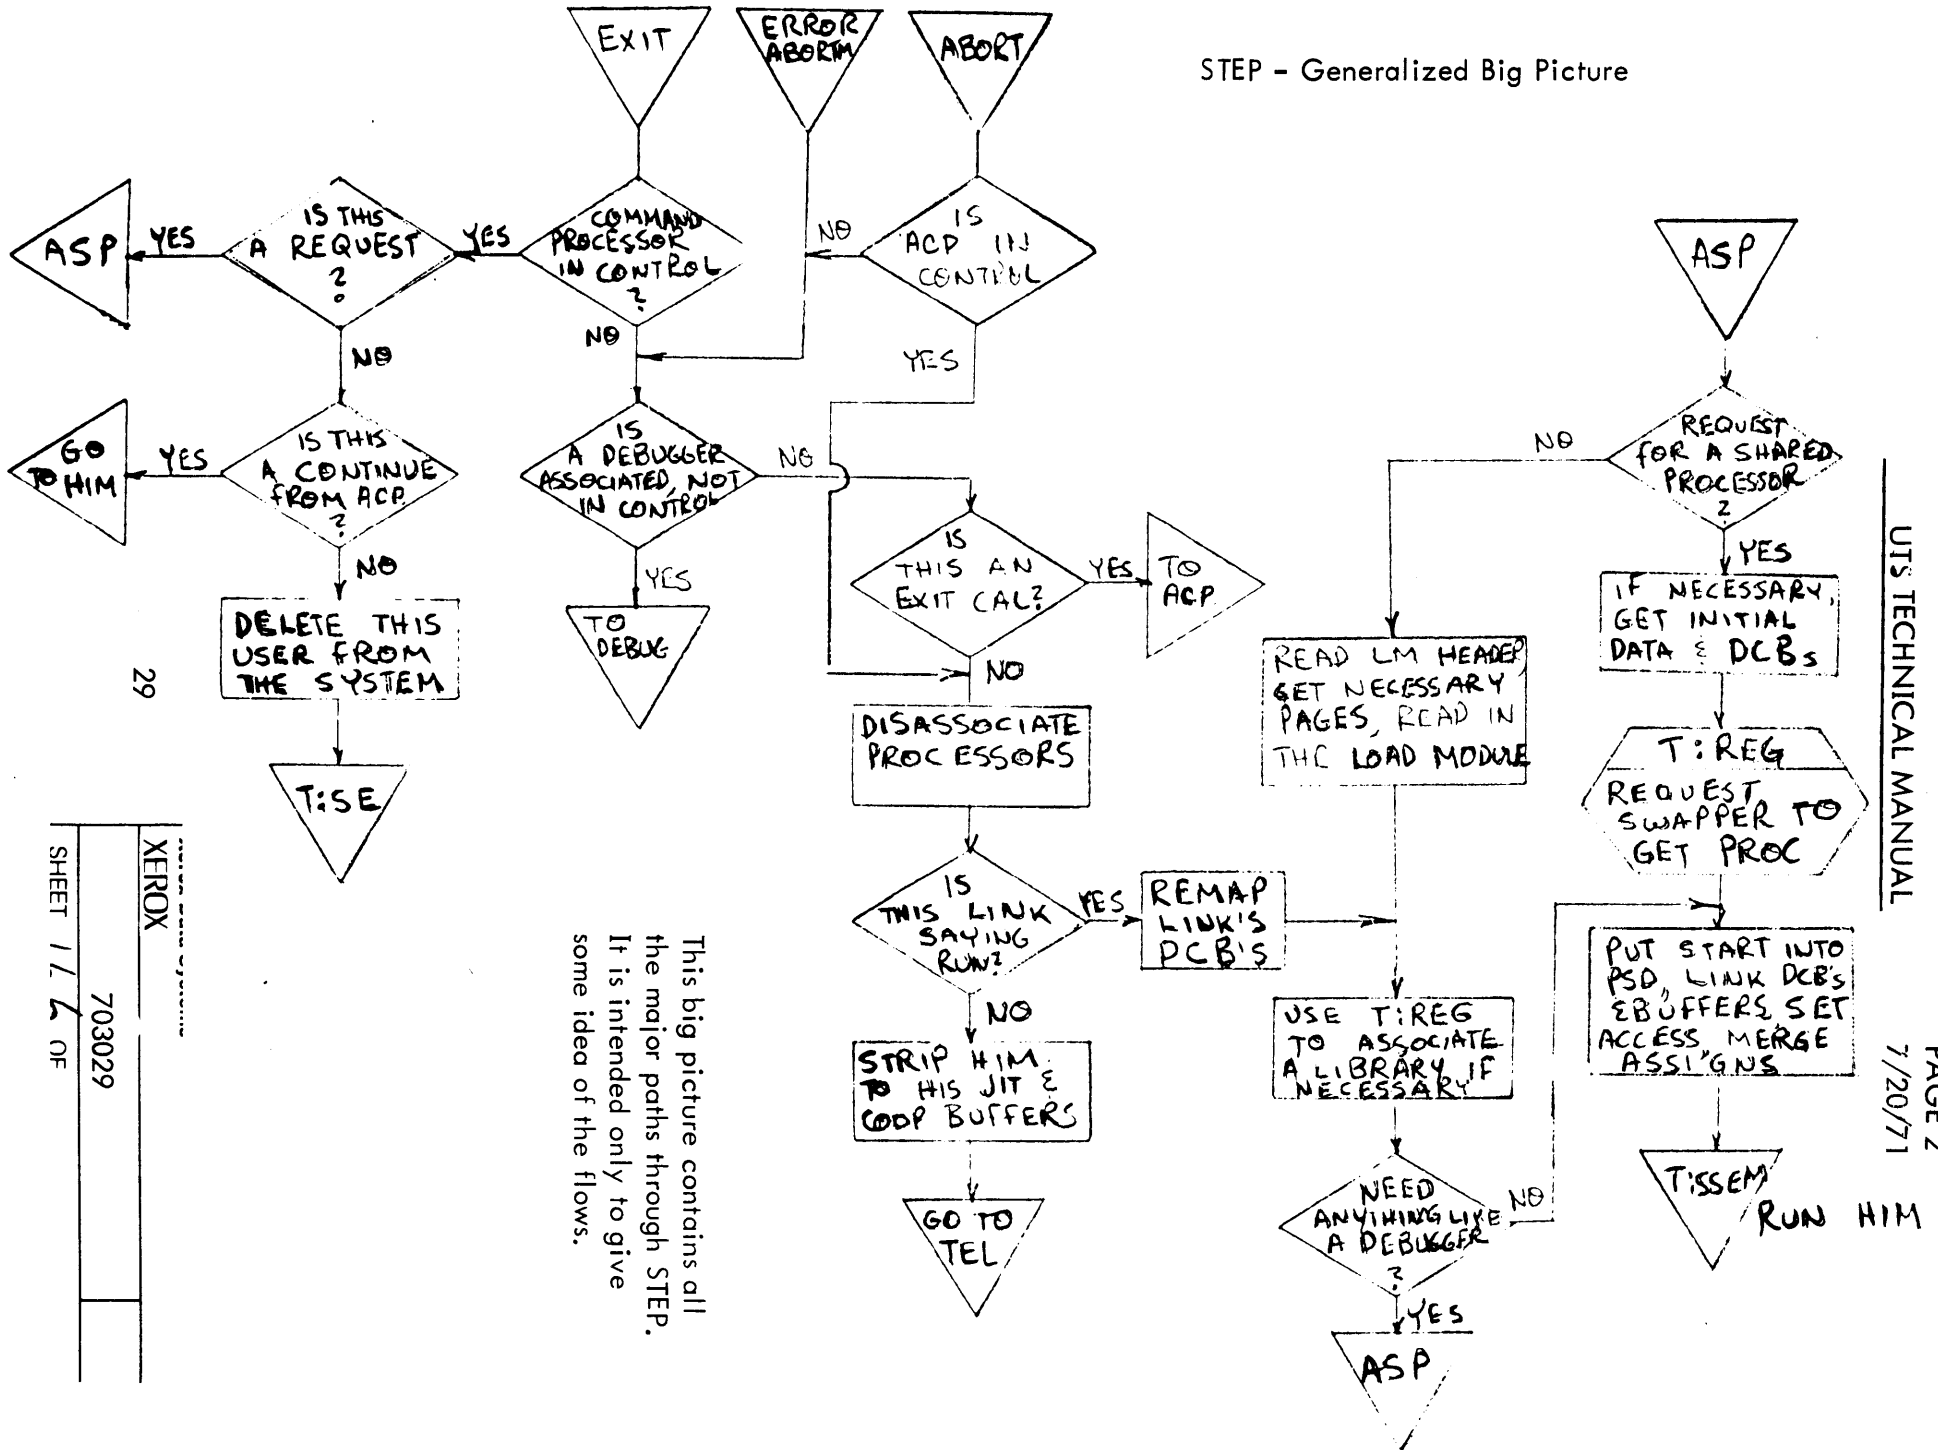 STEP - Generalized Big Picture
EXIT
ERROR
ABORTM
ABORT
ASP
YES
IS THIS
A REQUEST
?
YES
COMMAND
PROCESSOR
IN CONTROL
?
NO
IS
ACP IN
CONTROL
ASP
NO
NO
YES
GO
TO HIM
YES
IS THIS
A CONTINUE
FROM ACP
?
IS
A DEBUGGER
ASSOCIATED, NOT
IN CONTROL
NO
NO
REQUEST
FOR A SHARED
PROCESSOR
?
NO
YES
IS
THIS AN
EXIT CAL?
YES
TO
ACP
YES
DELETE THIS
USER FROM
THE SYSTEM
TO
DEBUG
NO
READ LM HEADER,
GET NECESSARY
PAGES, READ IN
THE LOAD MODULE
IF NECESSARY,
GET INITIAL
DATA & DCBs
T:SE
DISASSOCIATE
PROCESSORS
T:REG
REQUEST
SWAPPER TO
GET PROC
IS
THIS LINK
SAYING
RUN?
YES
REMAP
LINK'S
DCB'S
NO
PUT START INTO
PSD, LINK DCB's
& BUFFERS, SET
ACCESS, MERGE
ASSIGNS
USE T:REG
TO ASSOCIATE
A LIBRARY IF
NECESSARY
STRIP HIM
TO HIS JIT &
COOP BUFFERS
NEED
ANYTHING LIKE
A DEBUGGER
?
NO
T:SSEM
RUN HIM
GO TO
TEL
YES
ASP
This big picture contains all
the major paths through STEP.
It is intended only to give
some idea of the flows.
UTS TECHNICAL MANUAL
PAGE 2
7/20/71
29
XEROX
703029
SHEET
OF